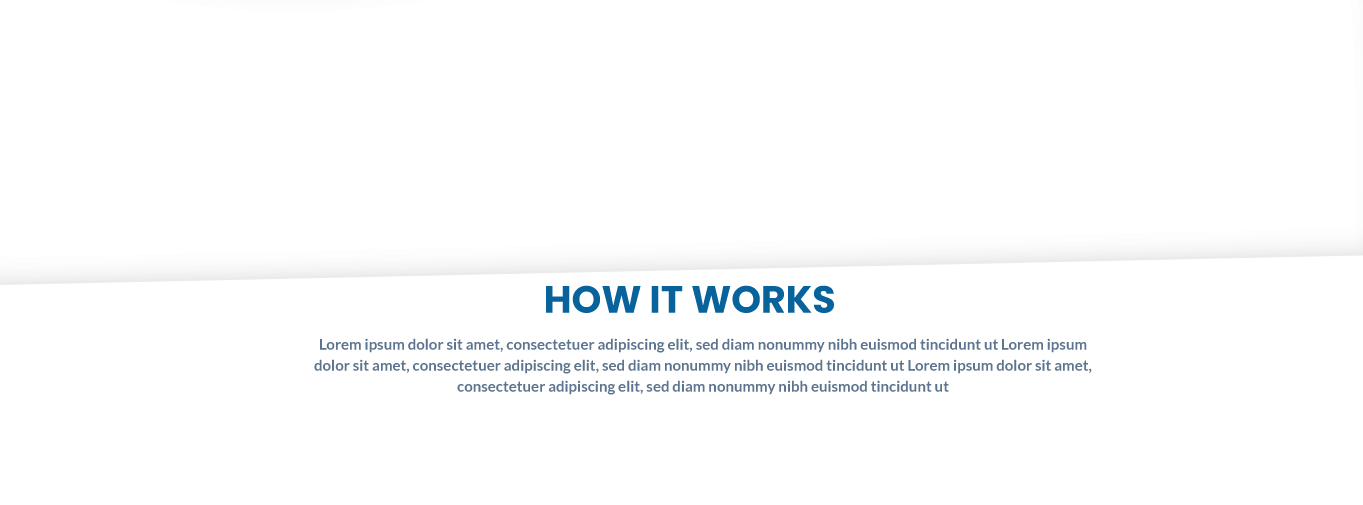 HOW IT WORKS
Lorem ipsum dolor sit amet, consectetuer adipiscing elit, sed diam nonummy nibh euismod tincidunt ut Lorem ipsum
dolor sit amet, consectetuer adipiscing elit, sed diam nonummy nibh euismod tincidunt ut Lorem ipsum dolor sit amet,
consectetuer adipiscing elit, sed diam nonummy nibh euismod tincidunt ut